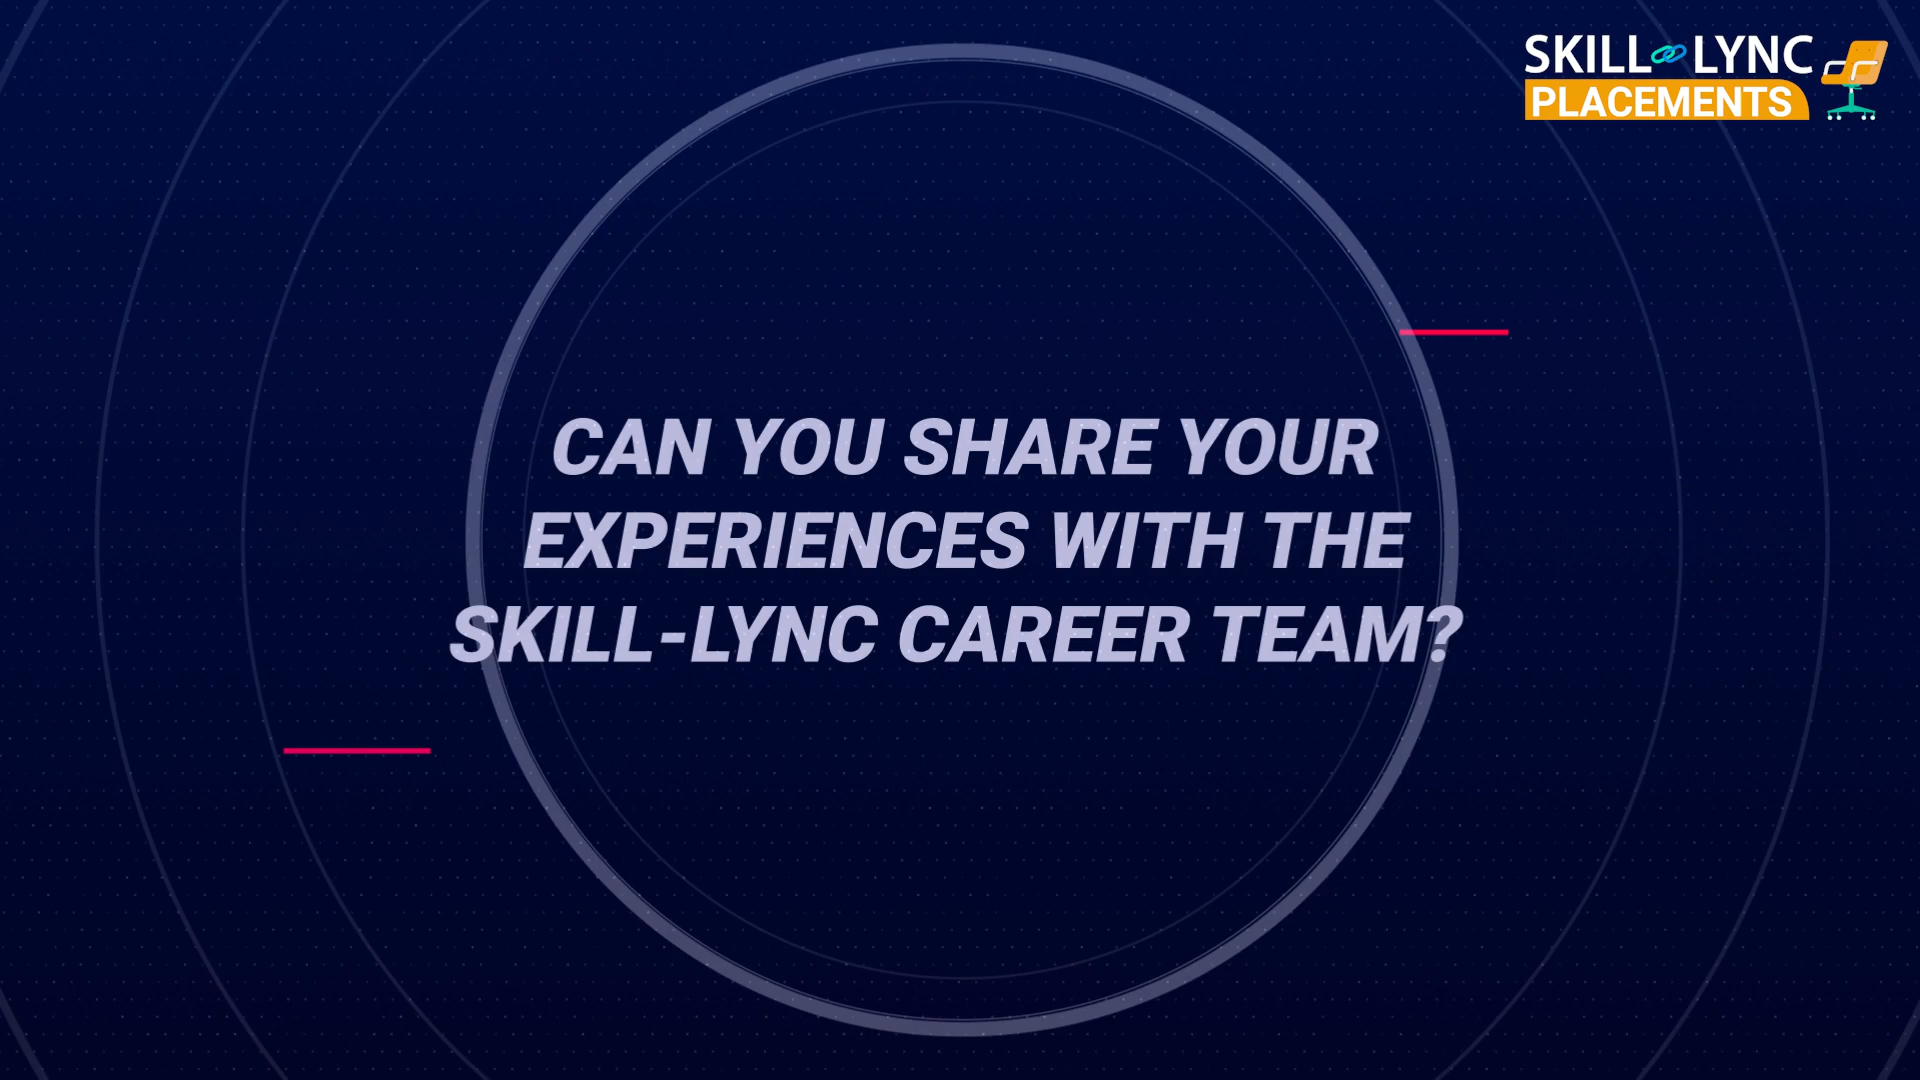 SKILL LYNC
PLACEMENTS
CAN YOU SHARE YOUR
EXPERIENCES WITH THE
SKILL-LYNC CAREER TEAM?